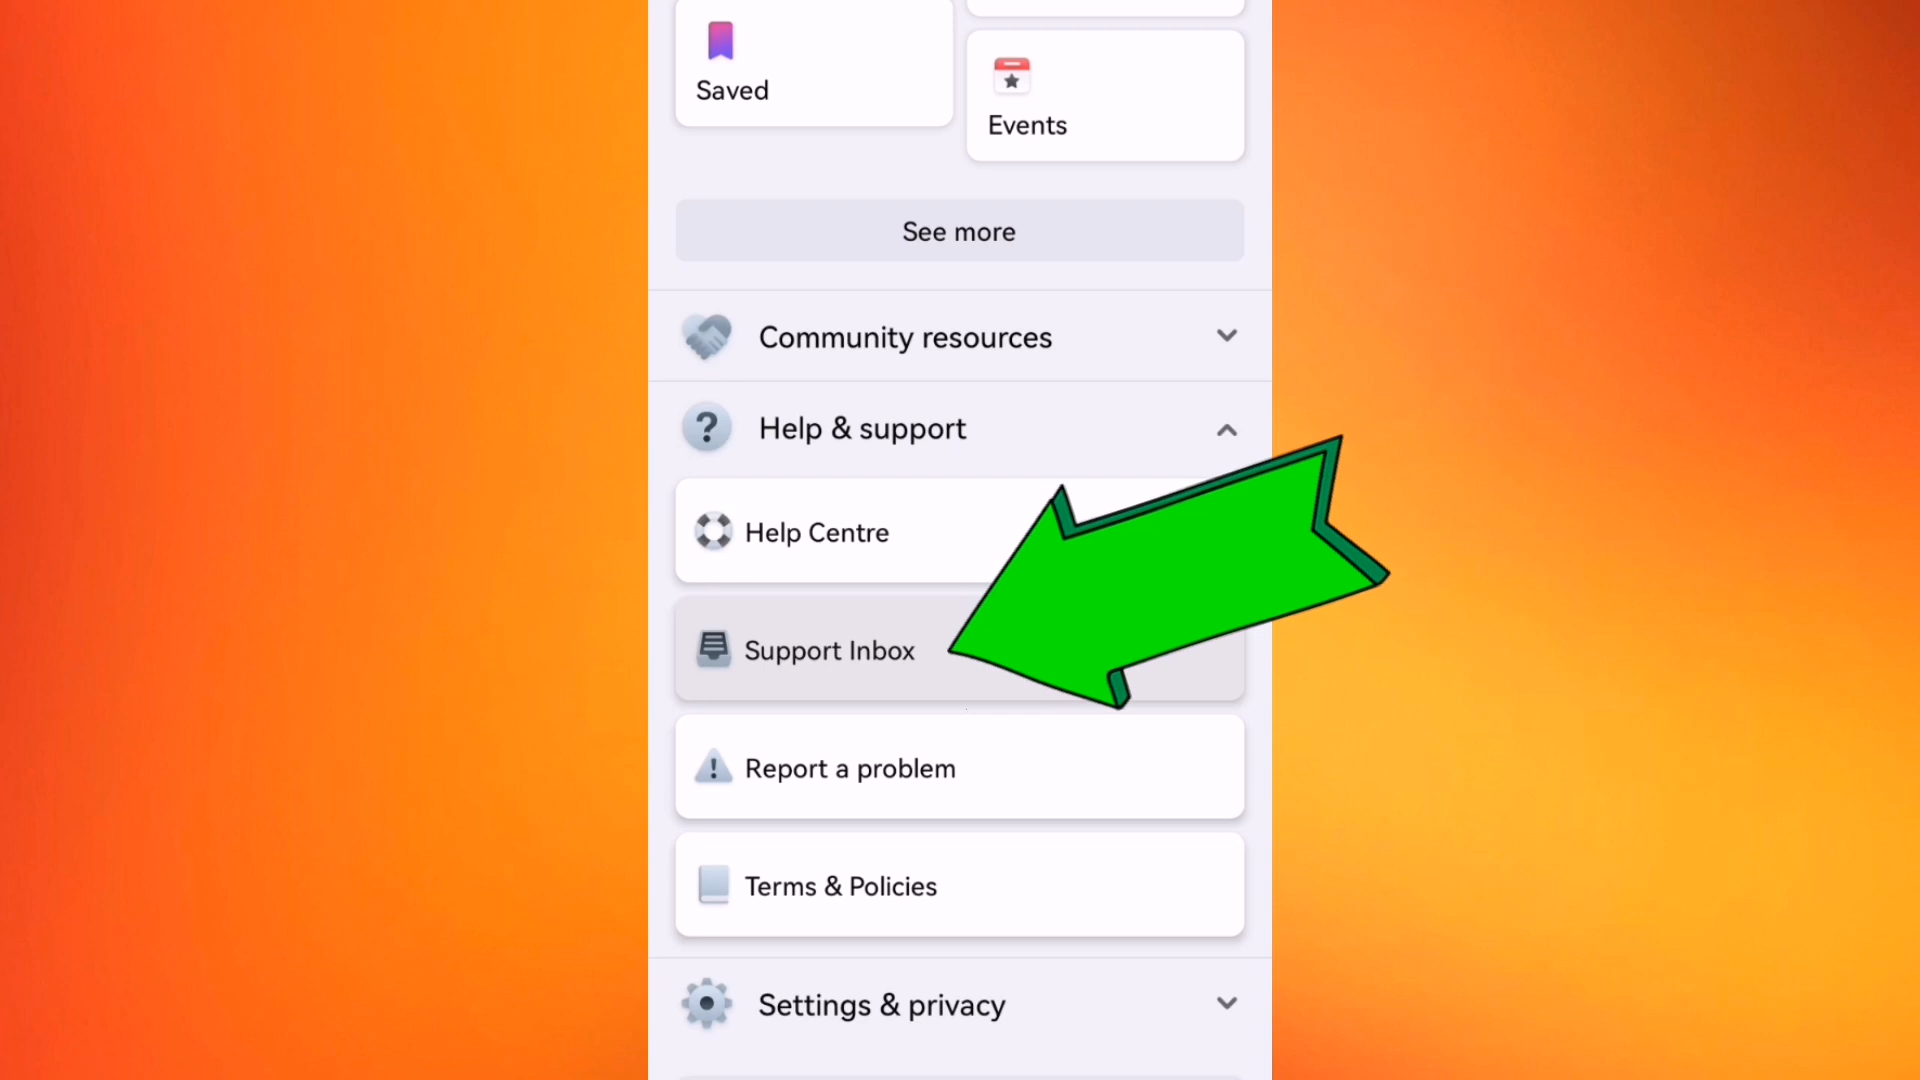 Saved
Events
See more
Community resources
Help & support
Help Centre
Support Inbox
Report a problem
Terms & Policies
Settings & privacy